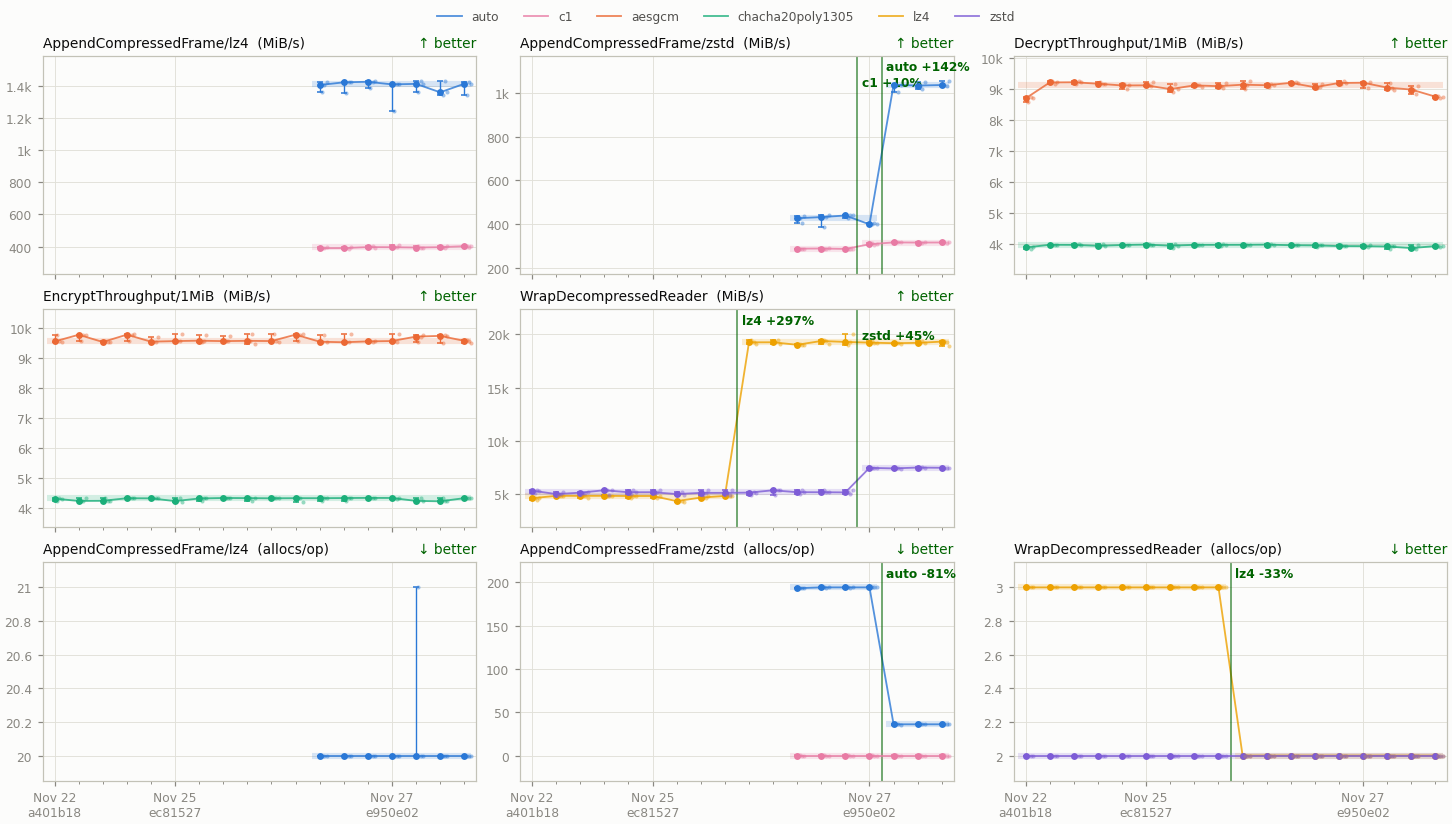 auto c1 aesgcm chacha20poly1305 lz4 zstd
AppendCompressedFrame/lz4 (MiB/s) ↑ better
1.4k
1.2k
1k
800
600
400
AppendCompressedFrame/zstd (MiB/s) ↑ better
auto +142%
c1 +10%
1k
800
600
400
200
DecryptThroughput/1MiB (MiB/s) ↑ better
10k
9k
8k
7k
6k
5k
4k
EncryptThroughput/1MiB (MiB/s) ↑ better
10k
9k
8k
7k
6k
5k
4k
WrapDecompressedReader (MiB/s) ↑ better
lz4 +297%
zstd +45%
20k
15k
10k
5k
AppendCompressedFrame/lz4 (allocs/op) ↓ better
21
20.8
20.6
20.4
20.2
20
Nov 22 Nov 25 Nov 27
a401b18 ec81527 e950e02
AppendCompressedFrame/zstd (allocs/op) ↓ better
auto -81%
200
150
100
50
0
Nov 22 Nov 25 Nov 27
a401b18 ec81527 e950e02
WrapDecompressedReader (allocs/op) ↓ better
lz4 -33%
3
2.8
2.6
2.4
2.2
2
Nov 22 Nov 25 Nov 27
a401b18 ec81527 e950e02